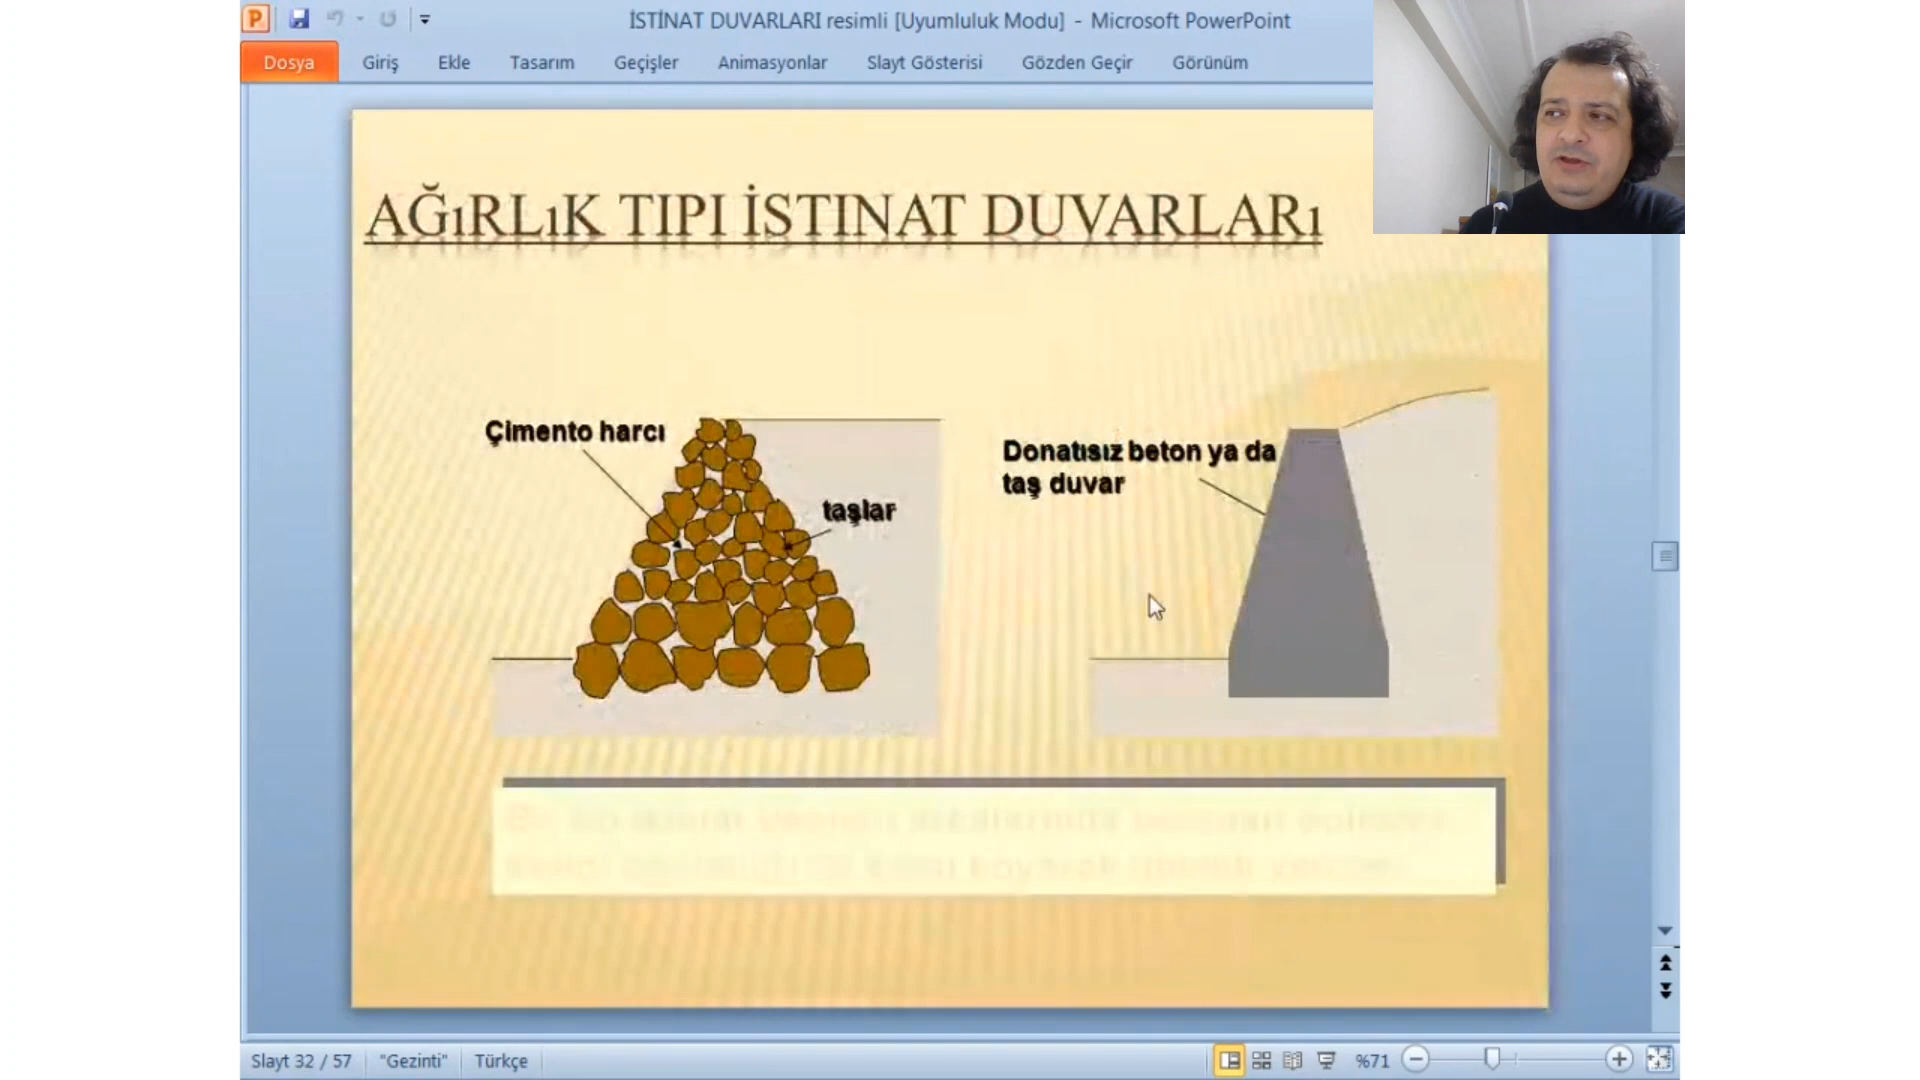 İSTİNAT DUVARLARI resimli [Uyumluluk Modu] - Microsoft PowerPoint
Dosya Giriş Ekle Tasarım Geçişler Animasyonlar Slayt Gösterisi Gözden Geçir Görünüm
AĞıRLıK TIPI İSTINAT DUVARLARı
Çimento harcı
taşlar
Donatısız beton ya da
taş duvar
Slayt 32 / 57 "Gezinti" Türkçe %71